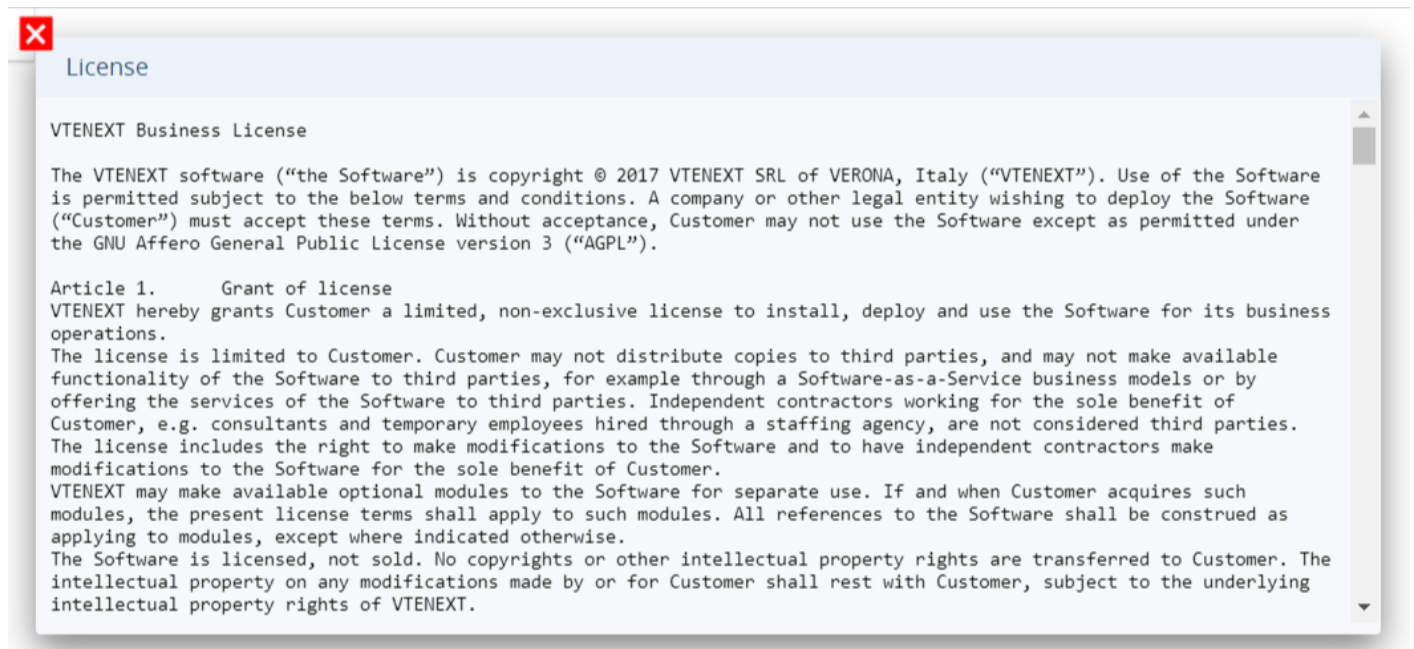 License
VTENEXT Business License
The VTENEXT software (“the Software”) is copyright © 2017 VTENEXT SRL of VERONA, Italy (“VTENEXT”). Use of the Software
is permitted subject to the below terms and conditions. A company or other legal entity wishing to deploy the Software
(“Customer”) must accept these terms. Without acceptance, Customer may not use the Software except as permitted under
the GNU Affero General Public License version 3 (“AGPL”).
Article 1. Grant of license
VTENEXT hereby grants Customer a limited, non-exclusive license to install, deploy and use the Software for its business
operations.
The license is limited to Customer. Customer may not distribute copies to third parties, and may not make available
functionality of the Software to third parties, for example through a Software-as-a-Service business models or by
offering the services of the Software to third parties. Independent contractors working for the sole benefit of
Customer, e.g. consultants and temporary employees hired through a staffing agency, are not considered third parties.
The license includes the right to make modifications to the Software and to have independent contractors make
modifications to the Software for the sole benefit of Customer.
VTENEXT may make available optional modules to the Software for separate use. If and when Customer acquires such
modules, the present license terms shall apply to such modules. All references to the Software shall be construed as
applying to modules, except where indicated otherwise.
The Software is licensed, not sold. No copyrights or other intellectual property rights are transferred to Customer. The
intellectual property on any modifications made by or for Customer shall rest with Customer, subject to the underlying
intellectual property rights of VTENEXT.